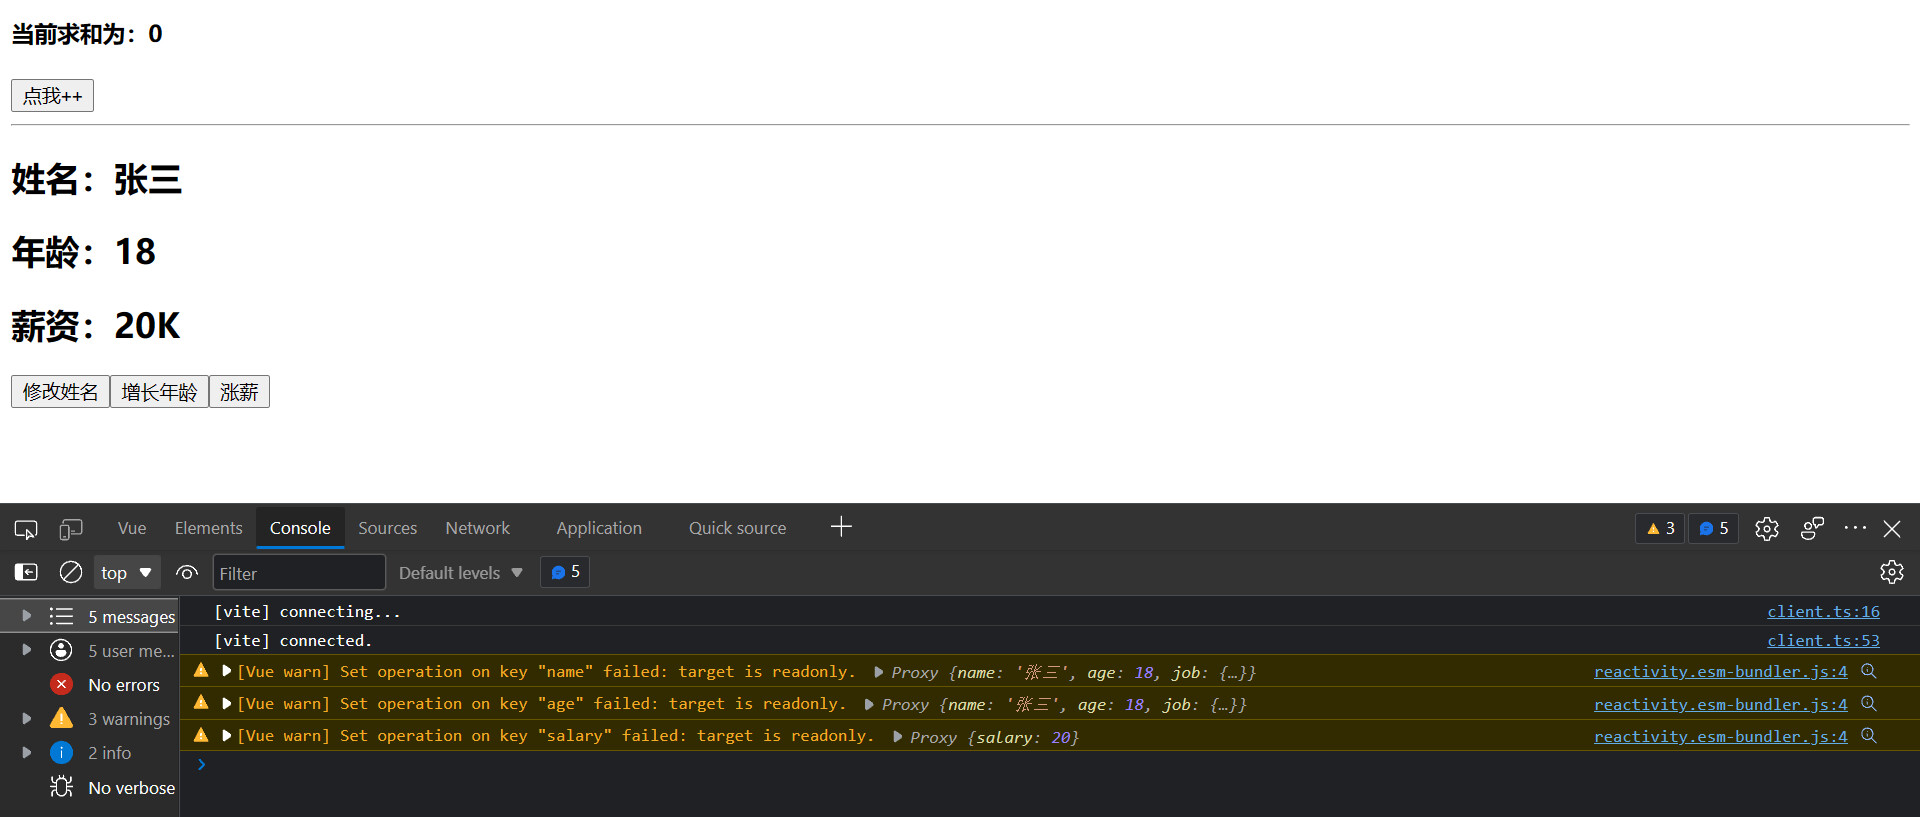 当前求和为：0
点我++
姓名：张三
年龄：18
薪资：20K
修改姓名 增长年龄 涨薪
Vue Elements Console Sources Network Application Quick source 3 5
top Filter Default levels 5
5 messages
5 user me...
No errors
3 warnings
2 info
No verbose
[vite] connecting... client.ts:16
[vite] connected. client.ts:53
[Vue warn] Set operation on key "name" failed: target is readonly. Proxy {name: '张三', age: 18, job: {…}} reactivity.esm-bundler.js:4
[Vue warn] Set operation on key "age" failed: target is readonly. Proxy {name: '张三', age: 18, job: {…}} reactivity.esm-bundler.js:4
[Vue warn] Set operation on key "salary" failed: target is readonly. Proxy {salary: 20} reactivity.esm-bundler.js:4